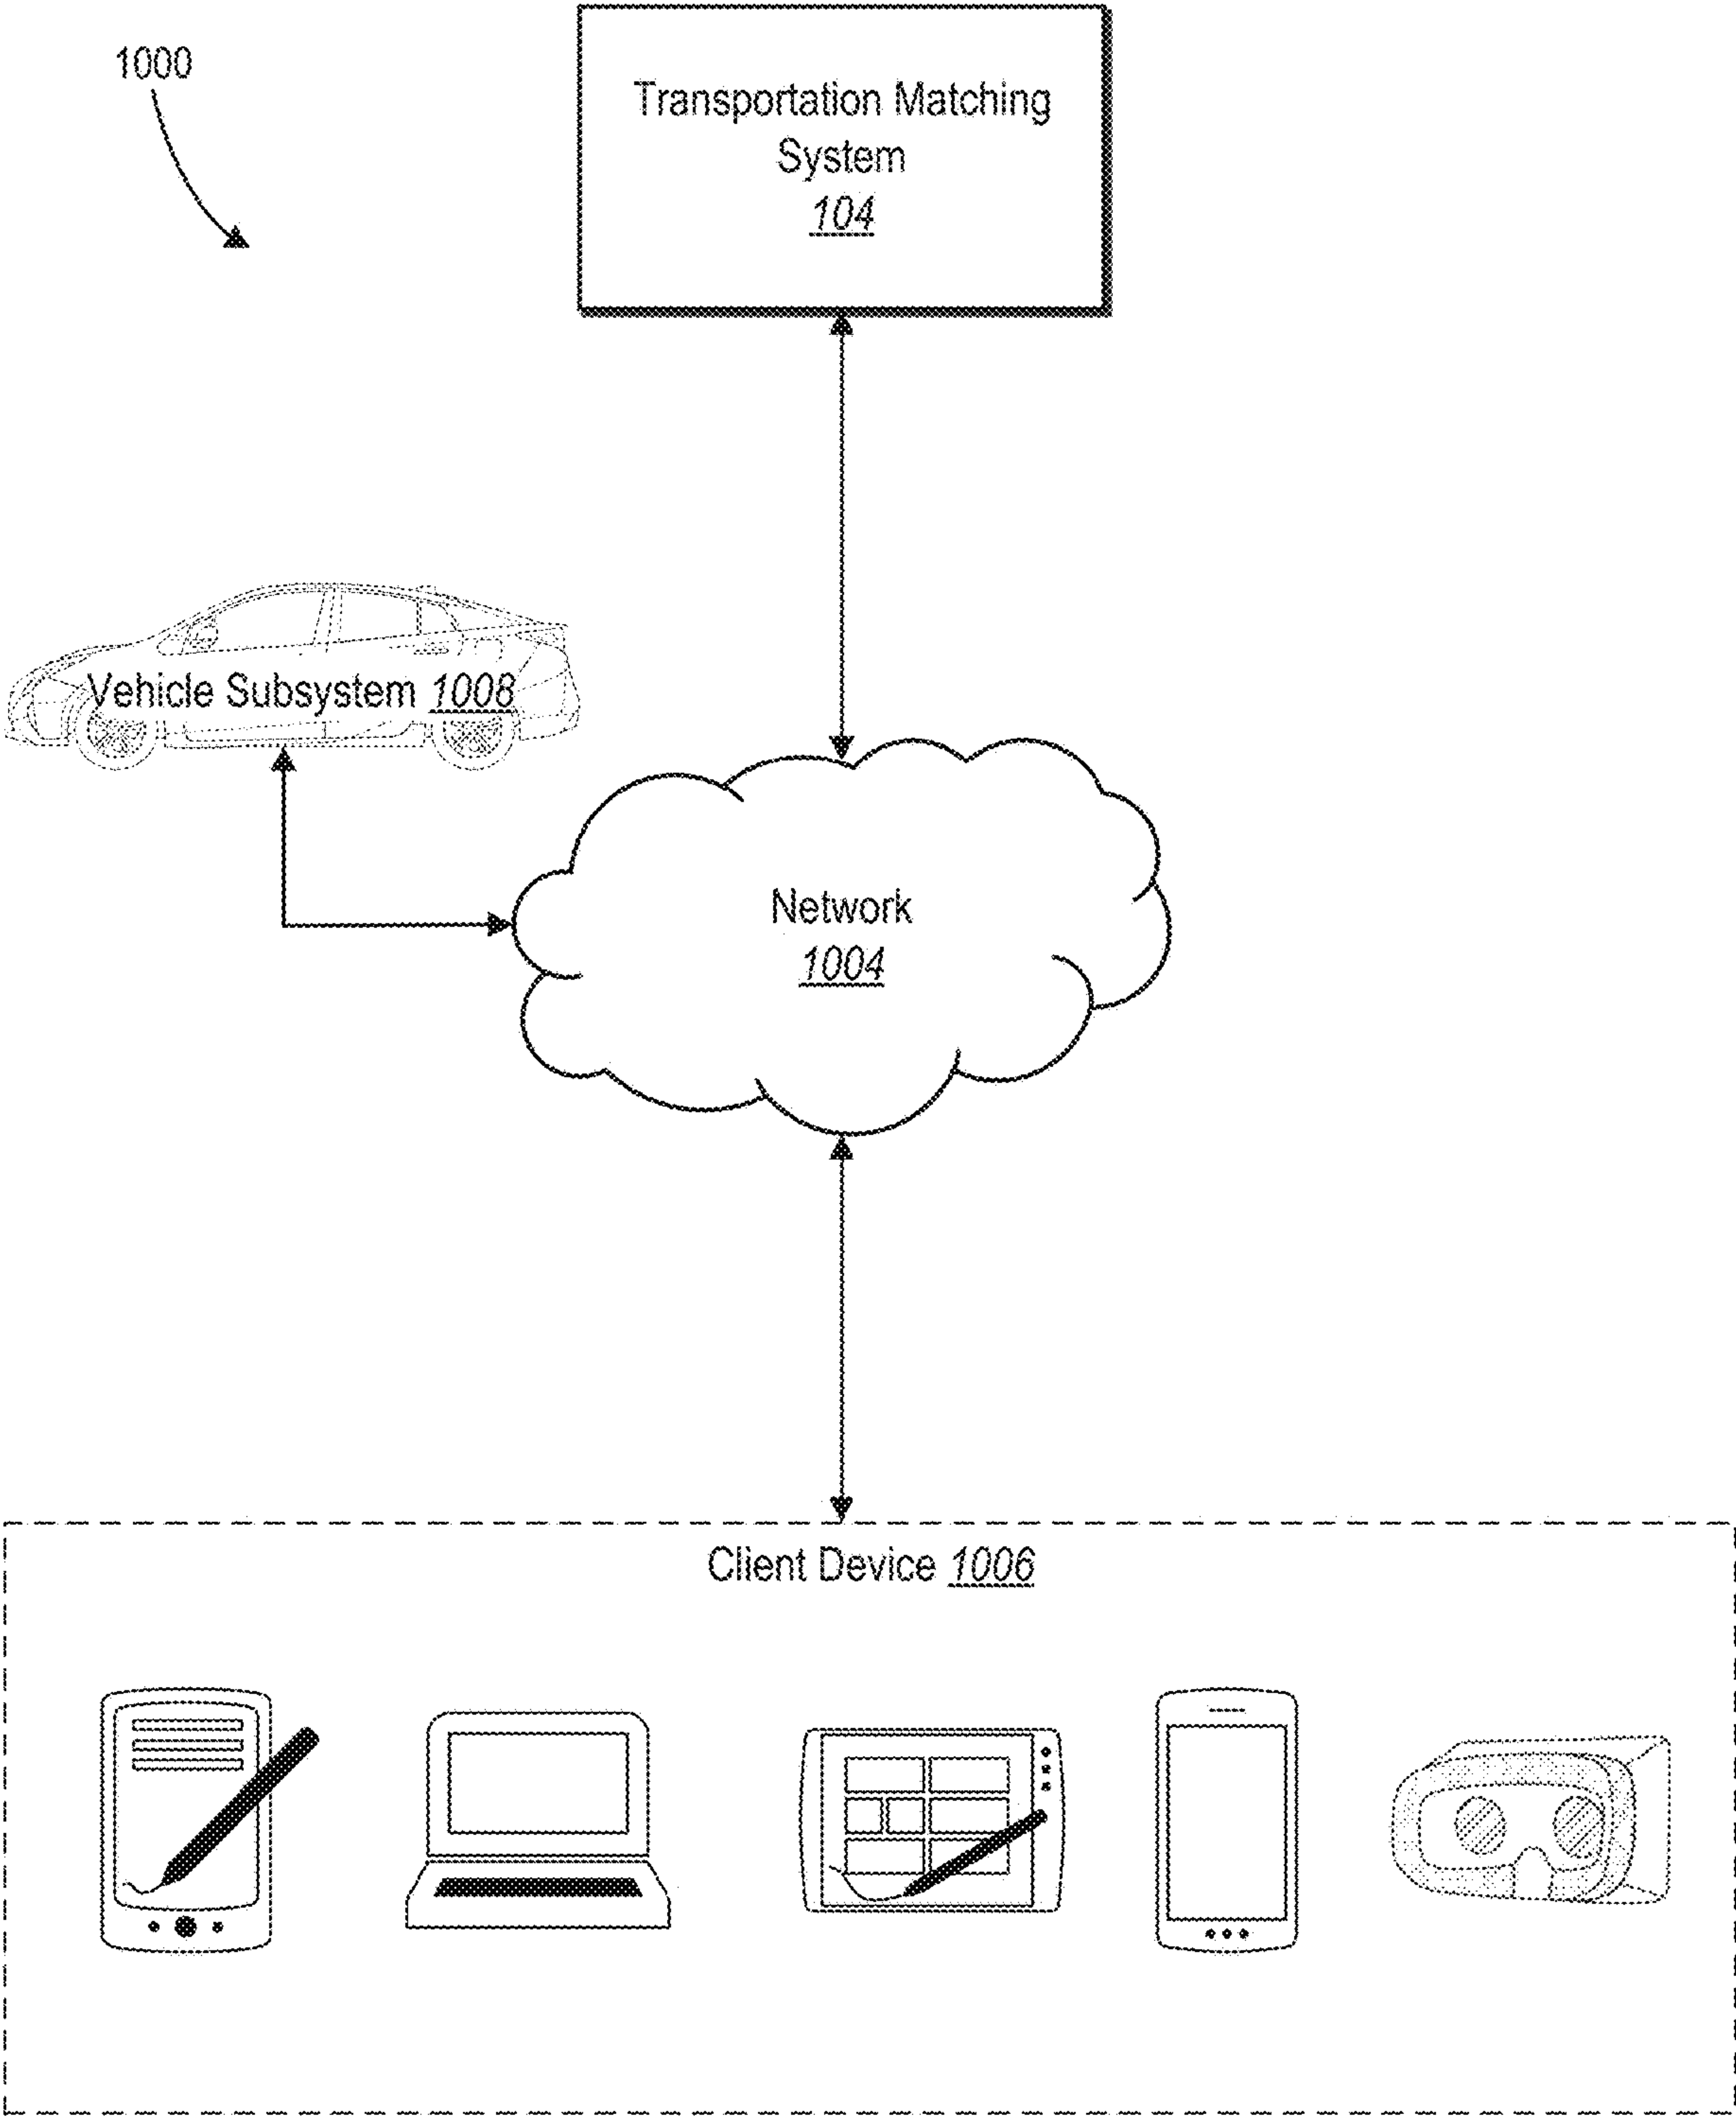 1000
Transportation Matching
System
104
Vehicle Subsystem 1008
Network
1004
Client Device 1006